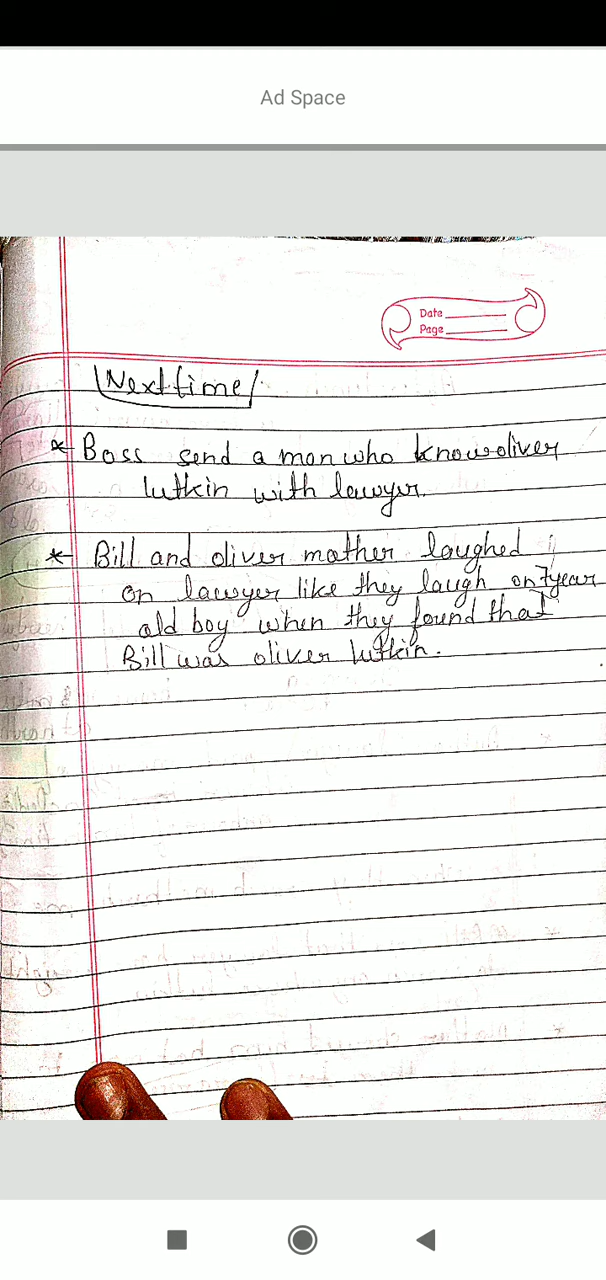 Ad Space
Date
Page
Next time
* Boss send a man who know oliver
lutkin with lawyer.
* Bill and oliver mother laughed
on lawyer like they laugh on 7 year
old boy when they found that
Bill was oliver lutkin.